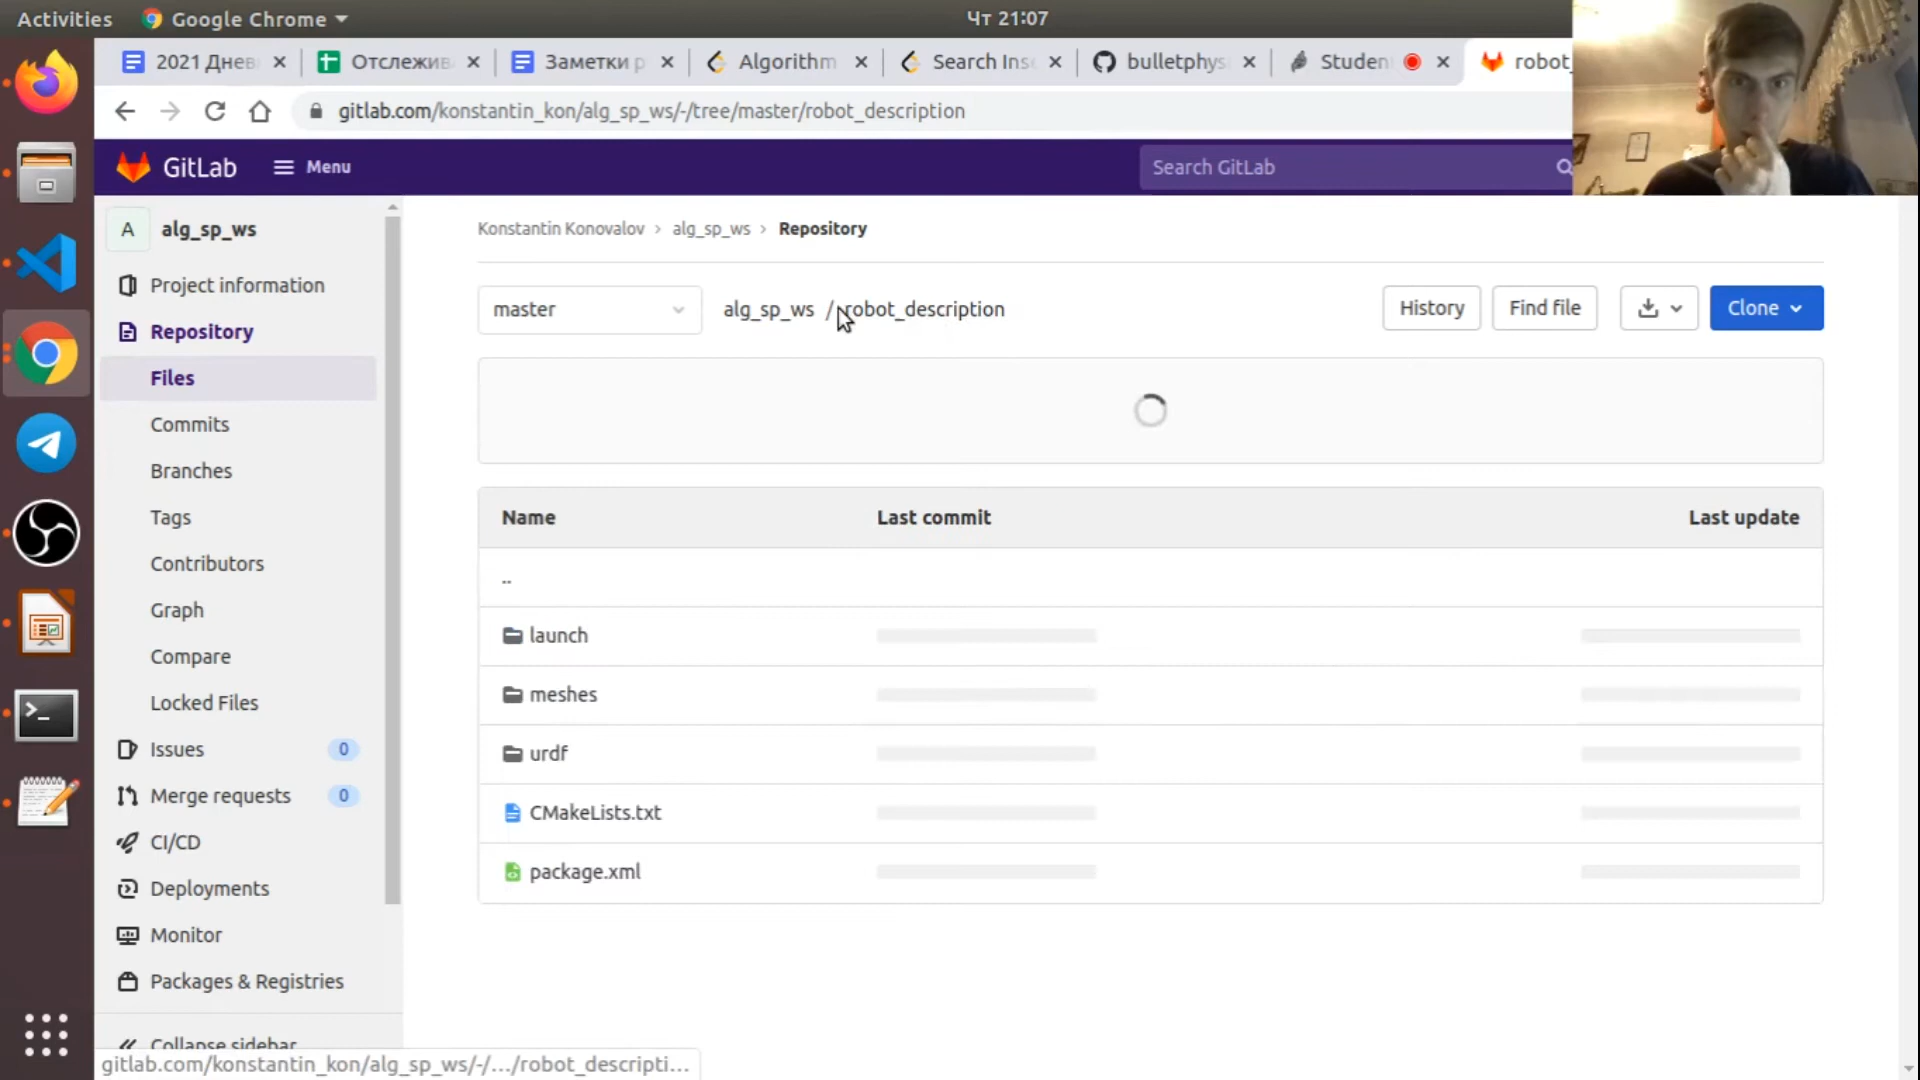 Activities
Google Chrome
Чт 21:07
2021 Днев
Отслежив
Заметки р
Algorithm
Search Ins
bulletphys
Studen
robot_
gitlab.com/konstantin_kon/alg_sp_ws/-/tree/master/robot_description
GitLab
Menu
Search GitLab
A
alg_sp_ws
Project information
Repository
Files
Commits
Branches
Tags
Contributors
Graph
Compare
Locked Files
Issues
0
Merge requests
0
CI/CD
Deployments
Monitor
Packages & Registries
Collapse sidebar
Konstantin Konovalov › alg_sp_ws › Repository
master
alg_sp_ws / robot_description
History
Find file
Clone
Name
Last commit
Last update
..
launch
meshes
urdf
CMakeLists.txt
package.xml
gitlab.com/konstantin_kon/alg_sp_ws/-/.../robot_descripti...